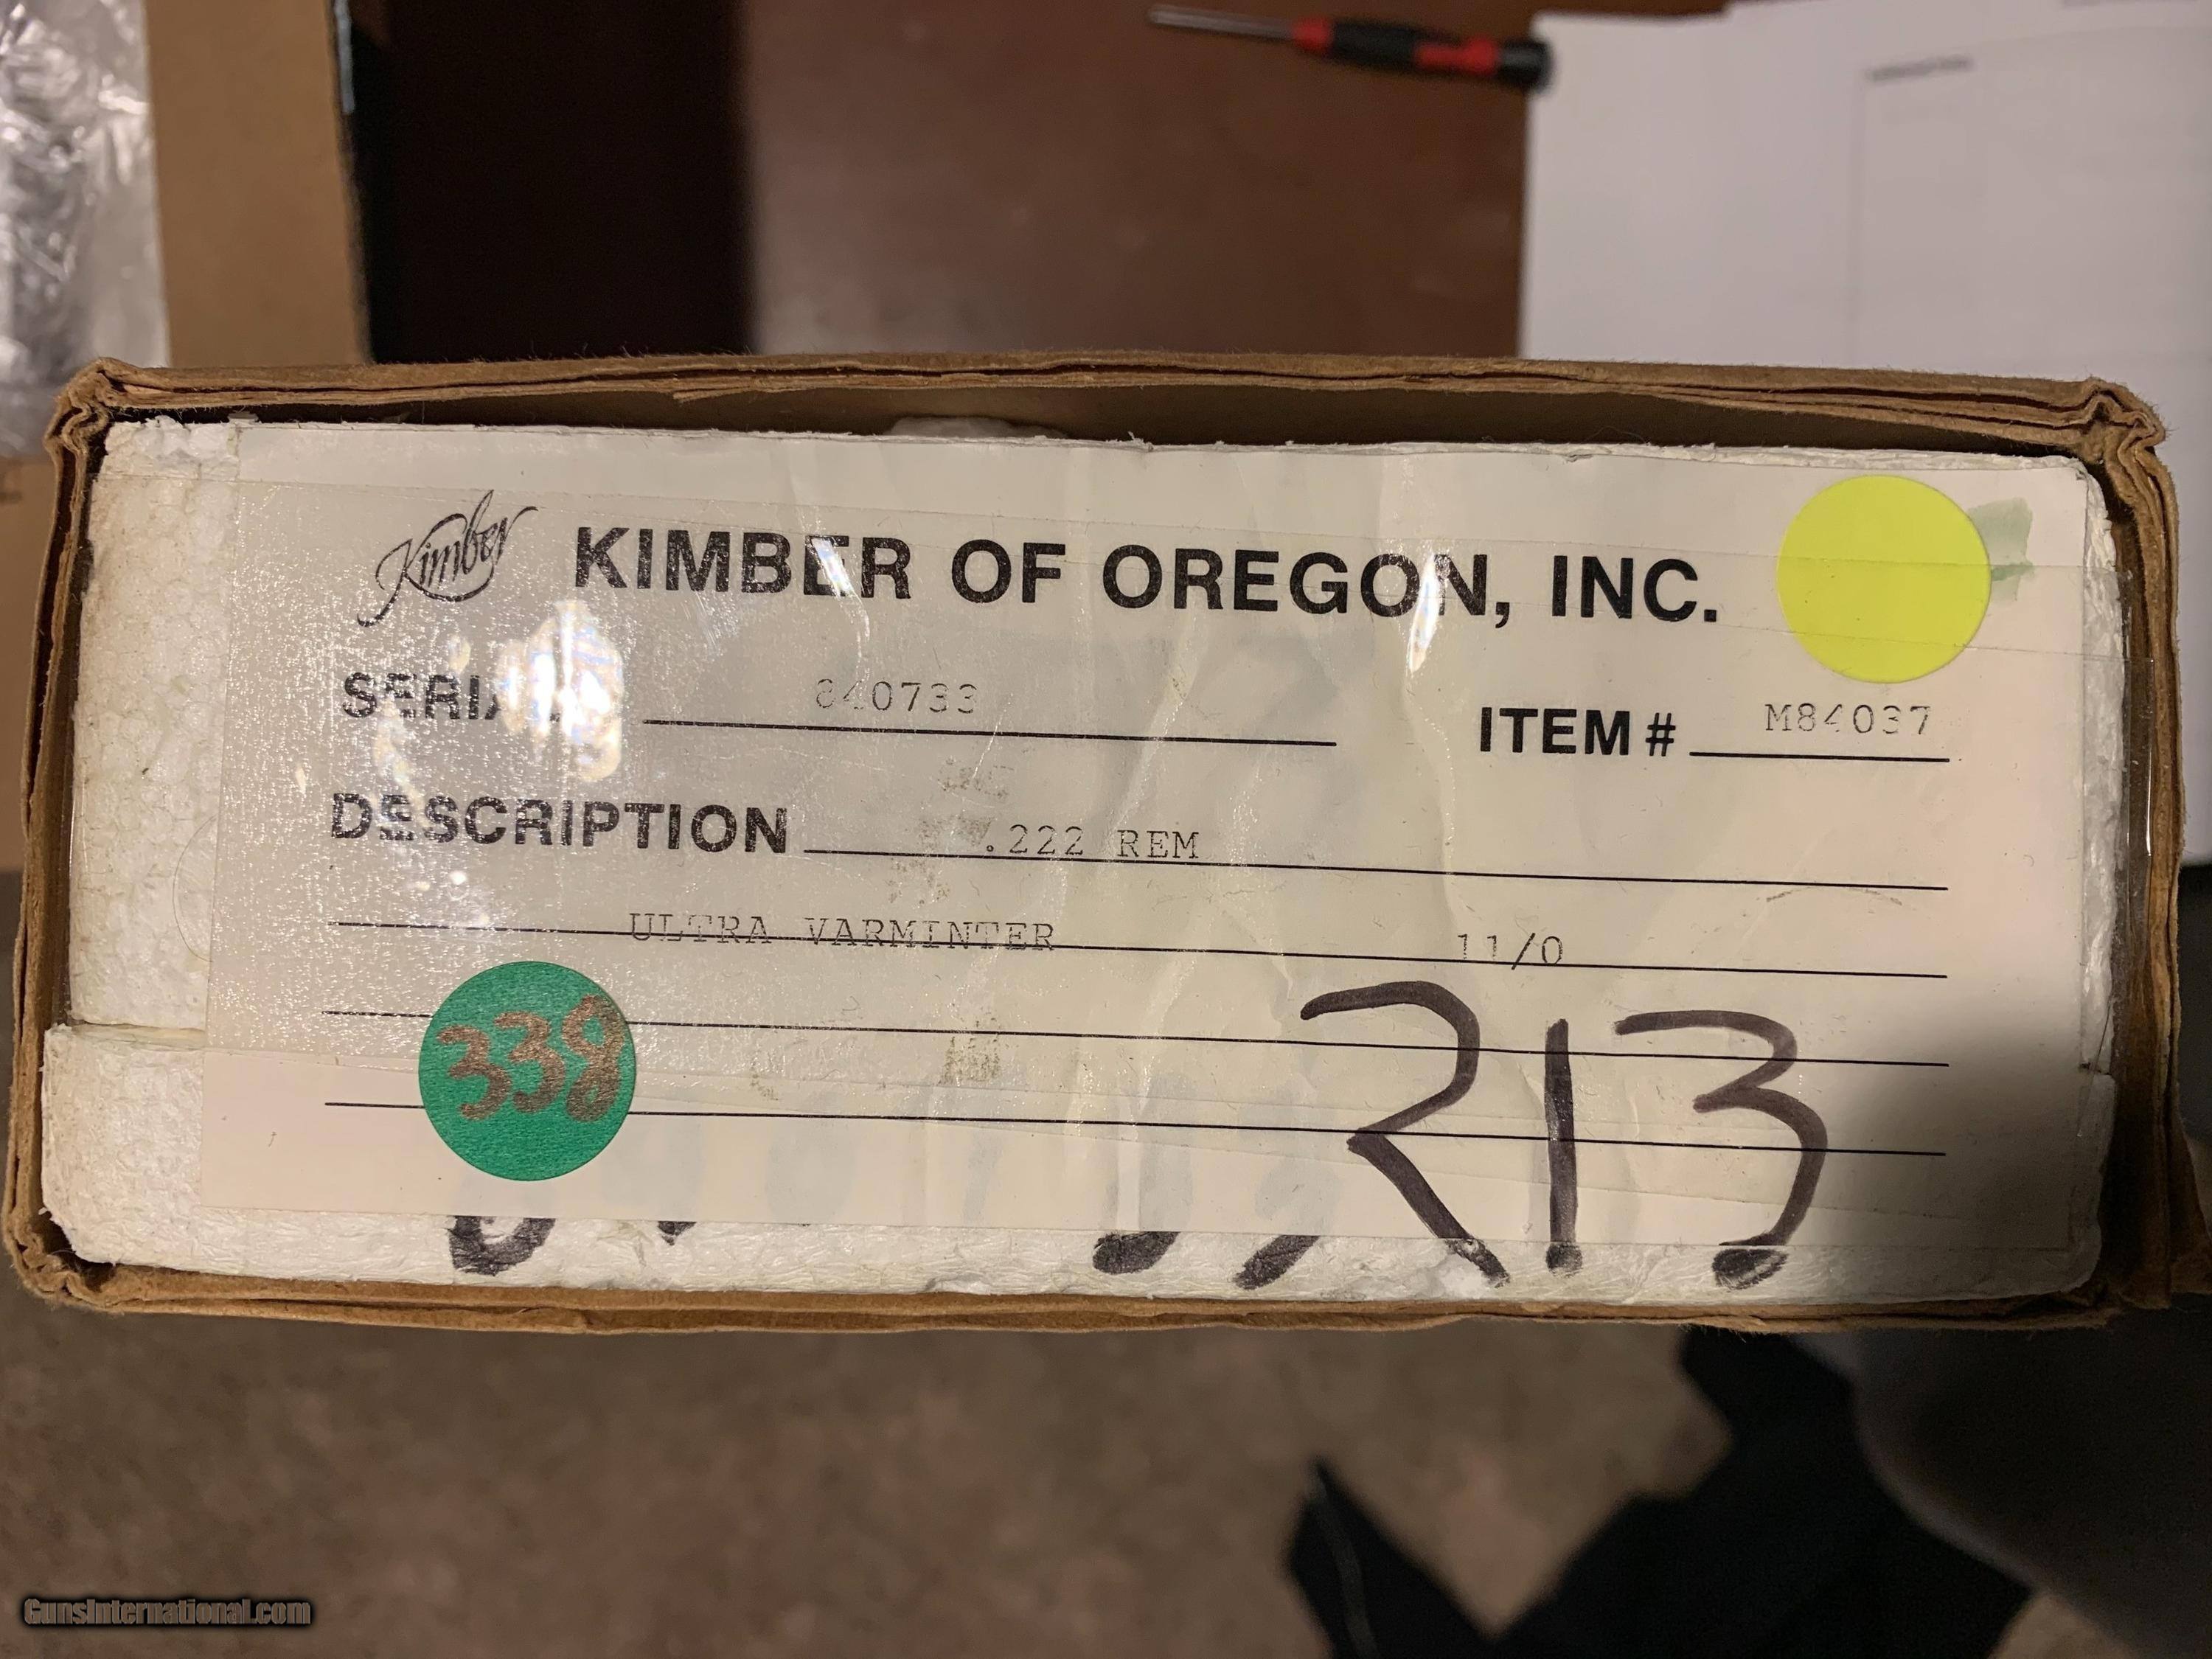 Kimber KIMBER OF OREGON, INC.
840733 ITEM # M84037
DESCRIPTION .222 REM
ULTRA VARMINTER 11/0
338
213
GunsInternational.com